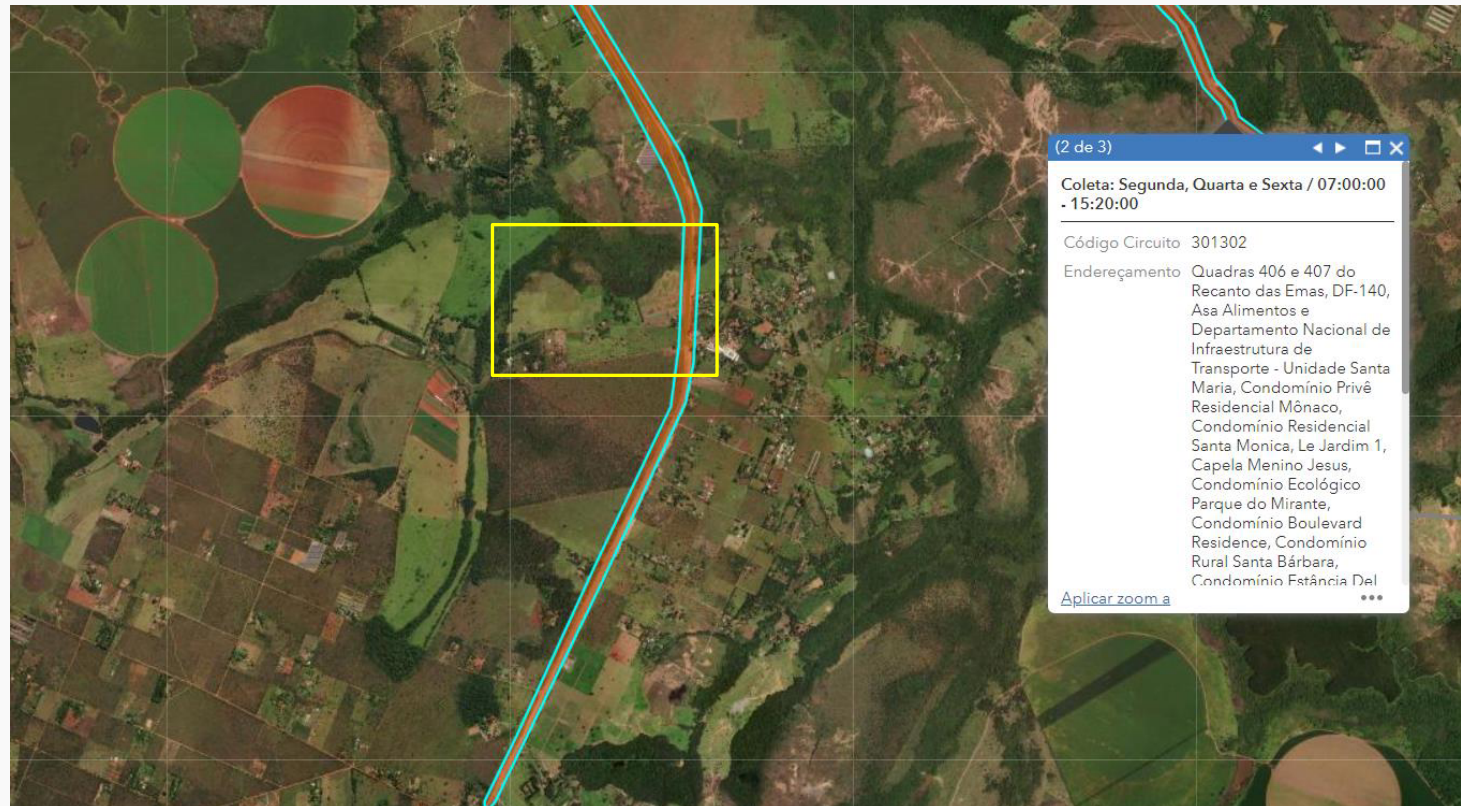 (2 de 3)
Coleta: Segunda, Quarta e Sexta / 07:00:00
- 15:20:00
Código Circuito 301302
Endereçamento Quadras 406 e 407 do
Recanto das Emas, DF-140,
Asa Alimentos e
Departamento Nacional de
Infraestrutura de
Transporte - Unidade Santa
Maria, Condomínio Privê
Residencial Mônaco,
Condomínio Residencial
Santa Monica, Le Jardim 1,
Capela Menino Jesus,
Condomínio Ecológico
Parque do Mirante,
Condomínio Boulevard
Residence, Condomínio
Rural Santa Bárbara,
Condomínio Estância Del
Aplicar zoom a